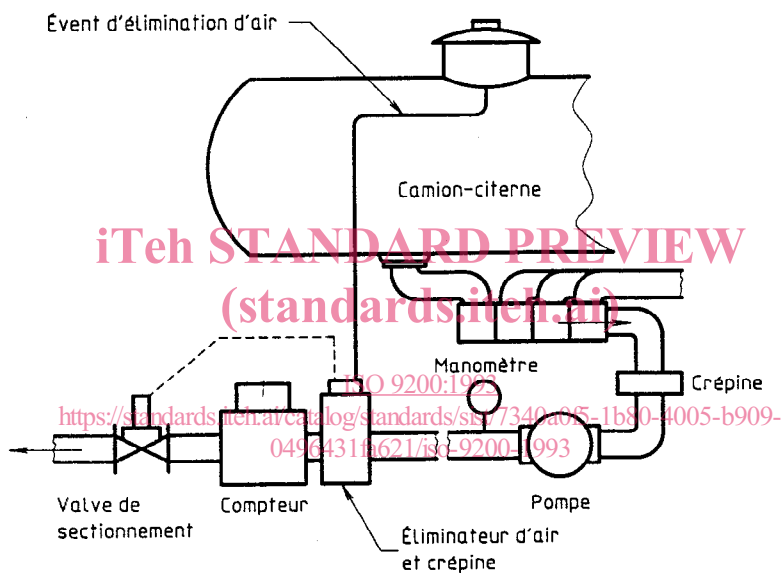 Évent d'élimination d'air
Camion-citerne
iTeh STANDARD PREVIEW
(standards.iteh.ai)
Manomètre
Crépine
ISO 9200:1993
https://standards.iteh.ai/catalog/standards/sist/7340a0f5-1b80-4005-b909-
0496431fa621/iso-9200-1993
Valve de
sectionnement
Compteur
Pompe
Éliminateur d'air
et crépine